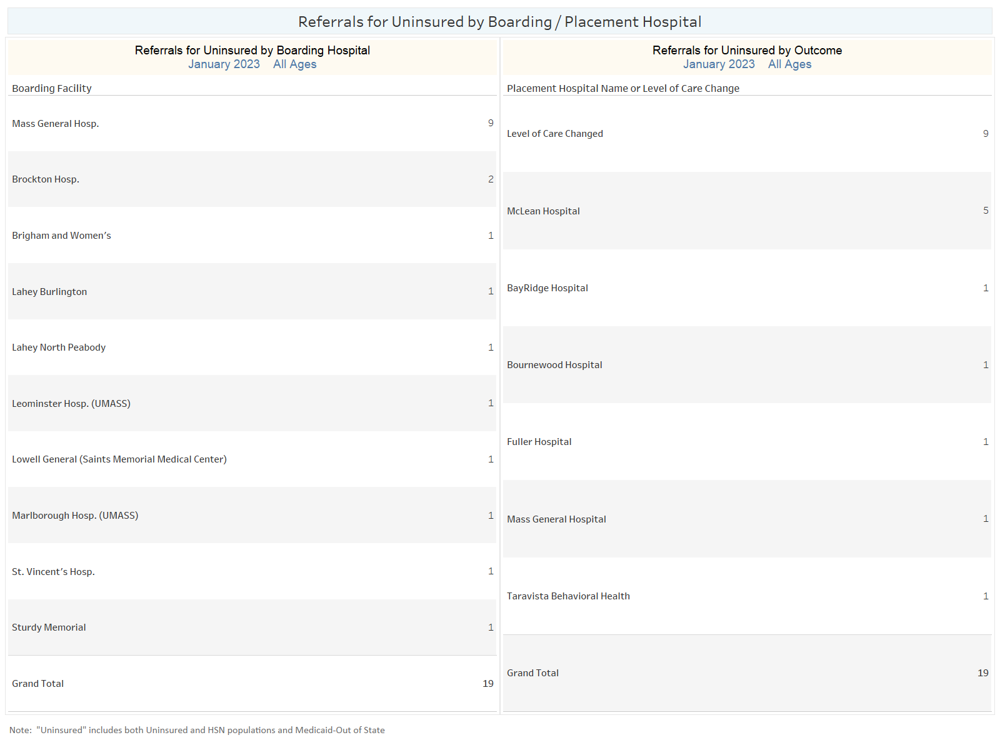 Referrals for Uninsured by Boarding / Placement Hospital
Referrals for Uninsured by Boarding Hospital
January 2023 All Ages
Boarding Facility
Mass General Hosp. 9
Brockton Hosp. 2
Brigham and Women's 1
Lahey Burlington 1
Lahey North Peabody 1
Leominster Hosp. (UMASS) 1
Lowell General (Saints Memorial Medical Center) 1
Marlborough Hosp. (UMASS) 1
St. Vincent's Hosp. 1
Sturdy Memorial 1
Grand Total 19
Referrals for Uninsured by Outcome
January 2023 All Ages
Placement Hospital Name or Level of Care Change
Level of Care Changed 9
McLean Hospital 5
BayRidge Hospital 1
Bournewood Hospital 1
Fuller Hospital 1
Mass General Hospital 1
Taravista Behavioral Health 1
Grand Total 19
Note: "Uninsured" includes both Uninsured and HSN populations and Medicaid-Out of State